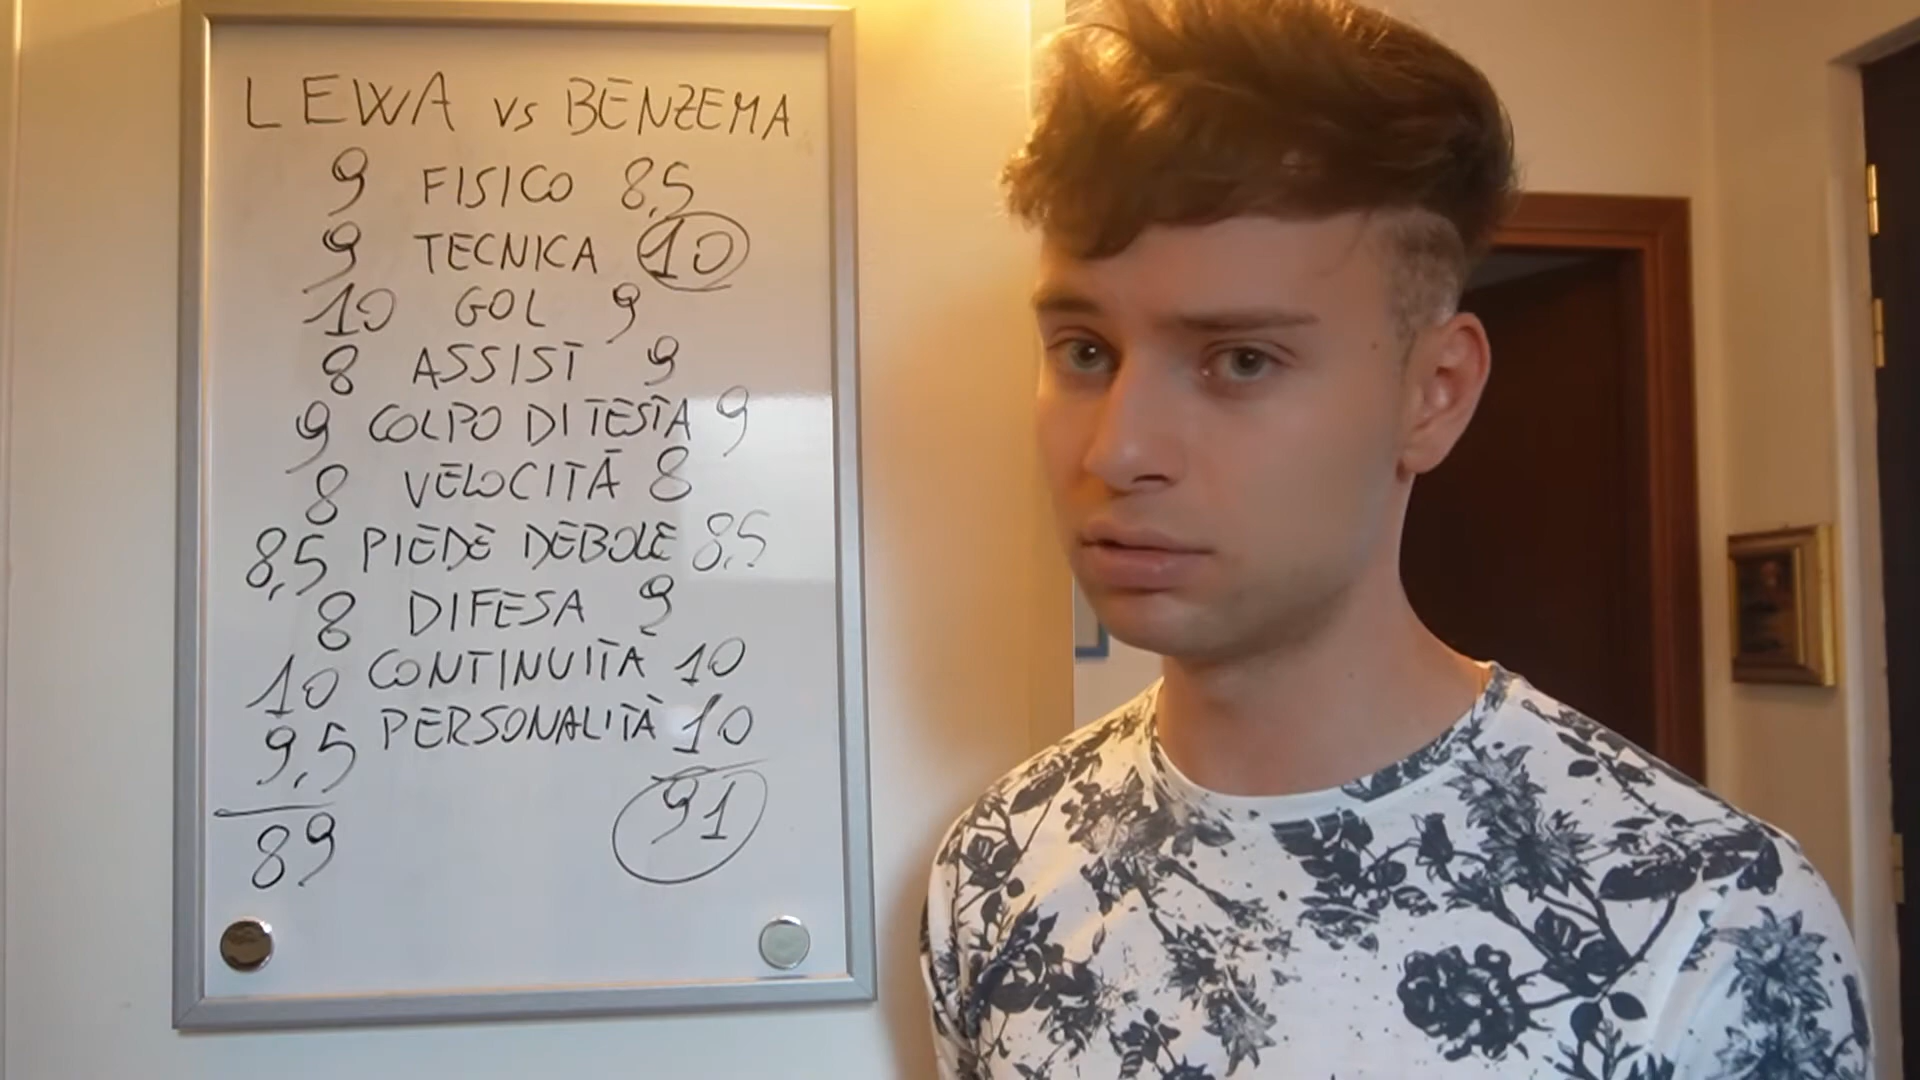 LEWA vs BENZEMA
9 FISICO 8,5
9 TECNICA 10
10 GOL 9
8 ASSIST 9
9 COLPO DI TESTA 9
8 VELOCITÀ 8
8,5 PIEDE DEBOLE 8,5
8 DIFESA 9
10 CONTINUITÀ 10
9,5 PERSONALITÀ 10
89 91